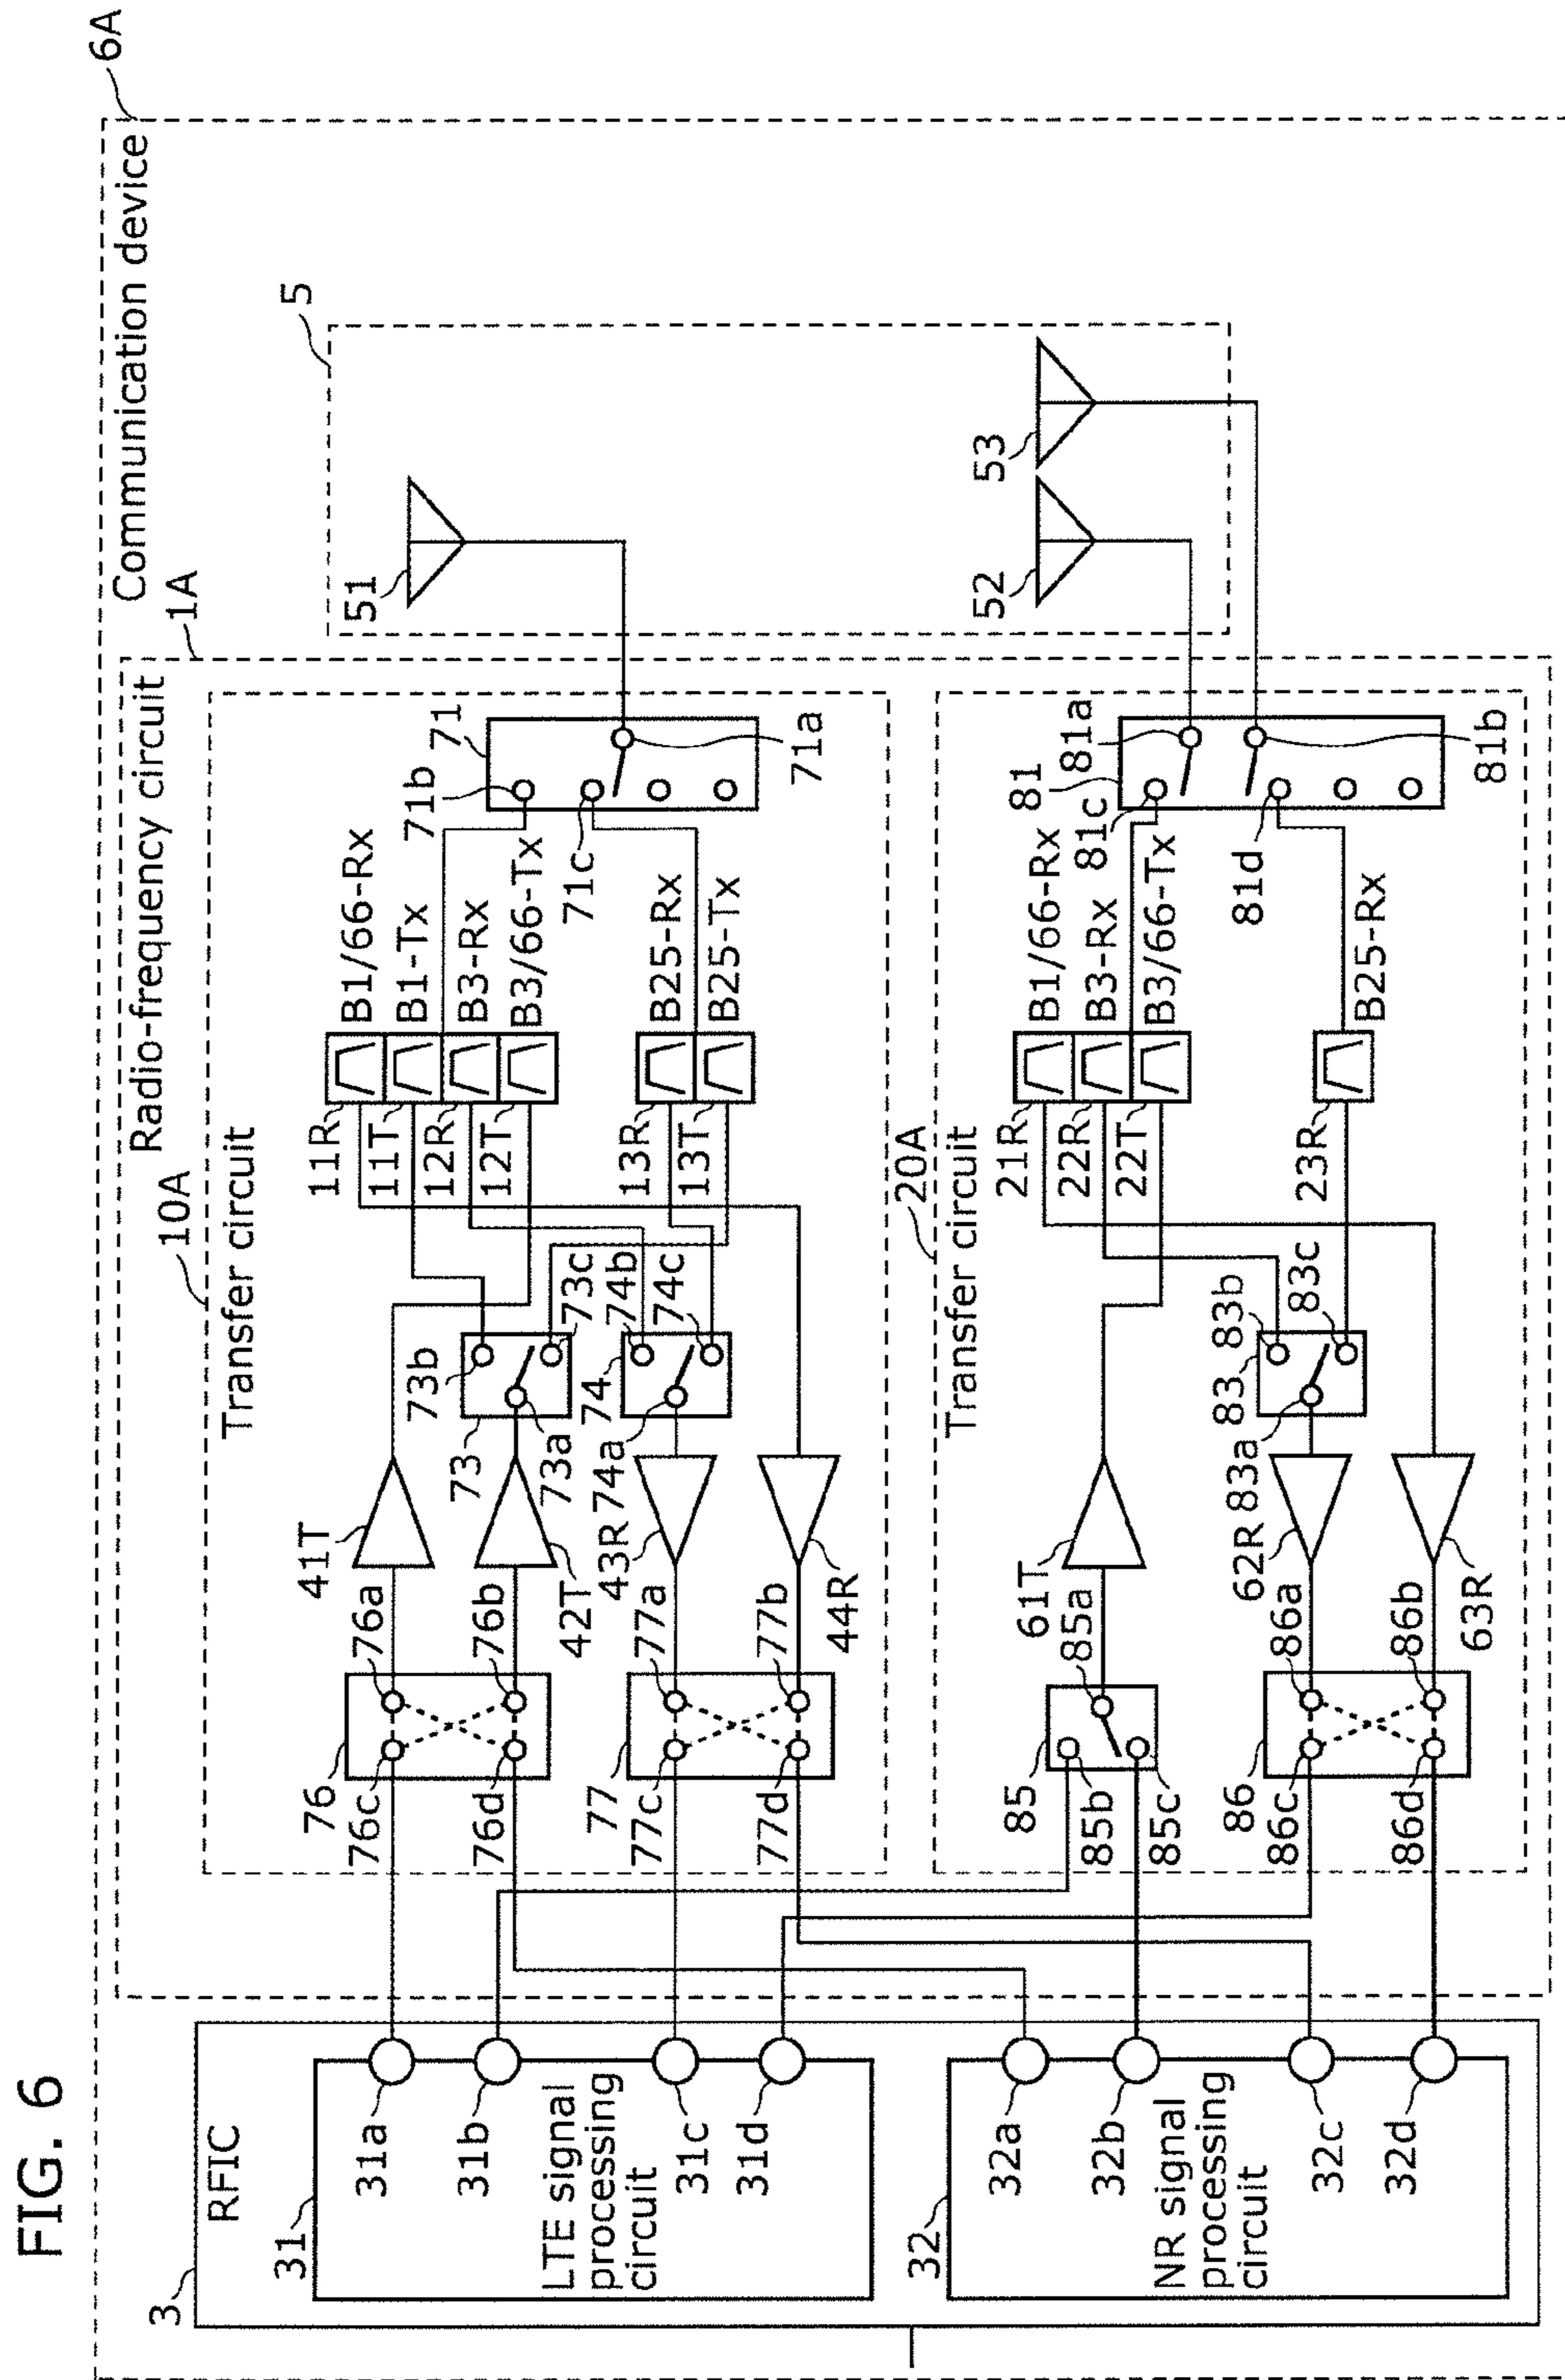 FIG. 6
6A
Communication device
1A
Radio-frequency circuit
10A
Transfer circuit
3
RFIC
31
LTE signal
processing
circuit
31a
31b
31c
31d
32
NR signal
processing
circuit
32a
32b
32c
32d
76
76a
76b
76c
76d
77
77a
77b
77c
77d
41T
42T
43R
44R
73
73a
73b
73c
74
74a
74b
74c
11R
11T
12R
12T
13R
13T
B1/66-Rx
B1-Tx
B3-Rx
B3/66-Tx
B25-Rx
B25-Tx
71
71a
71b
71c
5
51
52
53
20A
Transfer circuit
85
85a
85b
85c
86
86a
86b
86c
86d
61T
62R
63R
83
83a
83b
83c
21R
22R
22T
23R
B1/66-Rx
B3-Rx
B3/66-Tx
B25-Rx
81
81a
81b
81c
81d